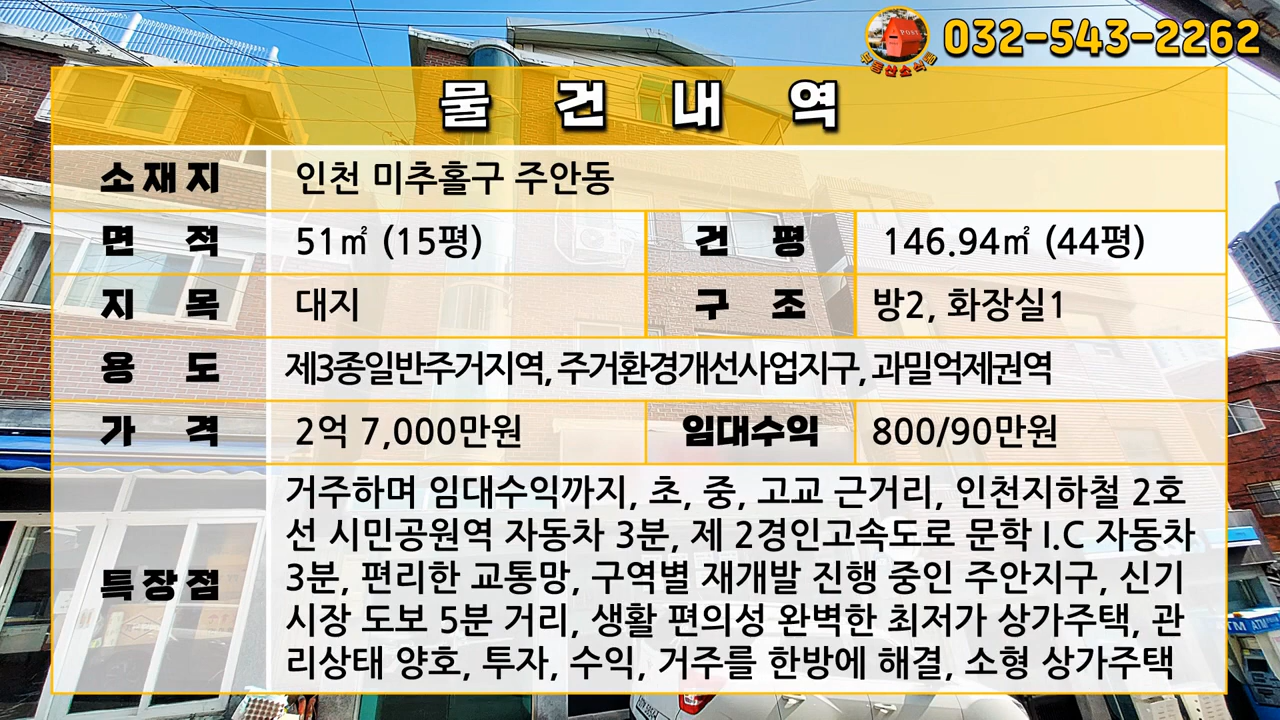 POST
부동산소식통
032-543-2262
물 건 내 역
소재지 인천 미추홀구 주안동
면 적 51㎡ (15평) 건 평 146.94㎡ (44평)
지 목 대지 구 조 방2, 화장실1
용 도 제3종일반주거지역, 주거환경개선사업지구, 과밀억제권역
가 격 2억 7,000만원 임대수익 800/90만원
특장점
거주하며 임대수익까지, 초, 중, 고교 근거리, 인천지하철 2호
선 시민공원역 자동차 3분, 제 2경인고속도로 문학 I.C 자동차
3분, 편리한 교통망, 구역별 재개발 진행 중인 주안지구, 신기
시장 도보 5분 거리, 생활 편의성 완벽한 최저가 상가주택, 관
리상태 양호, 투자, 수익, 거주를 한방에 해결, 소형 상가주택
ATM